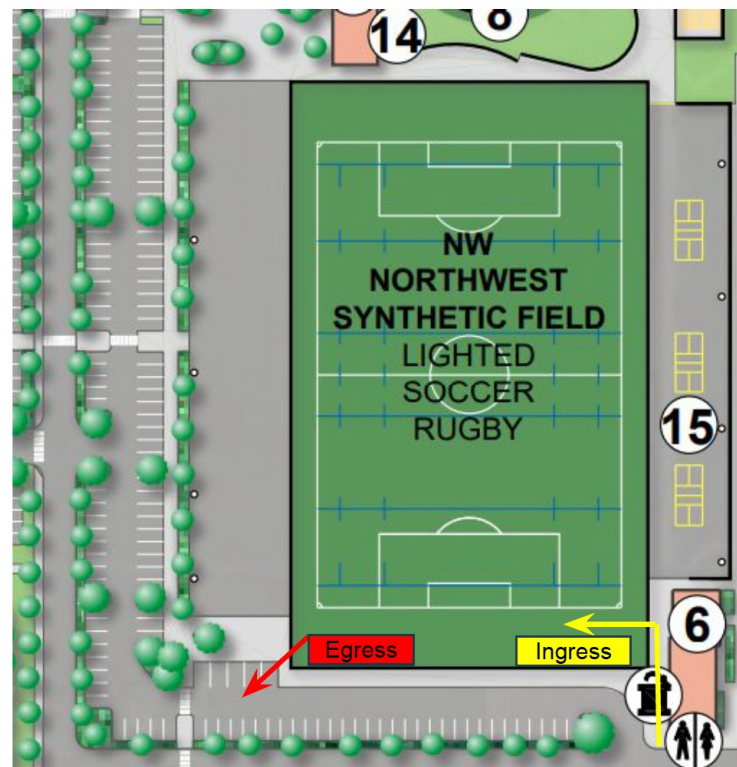 14
8
NW
NORTHWEST
SYNTHETIC FIELD
LIGHTED
SOCCER
RUGBY
15
6
Egress
Ingress